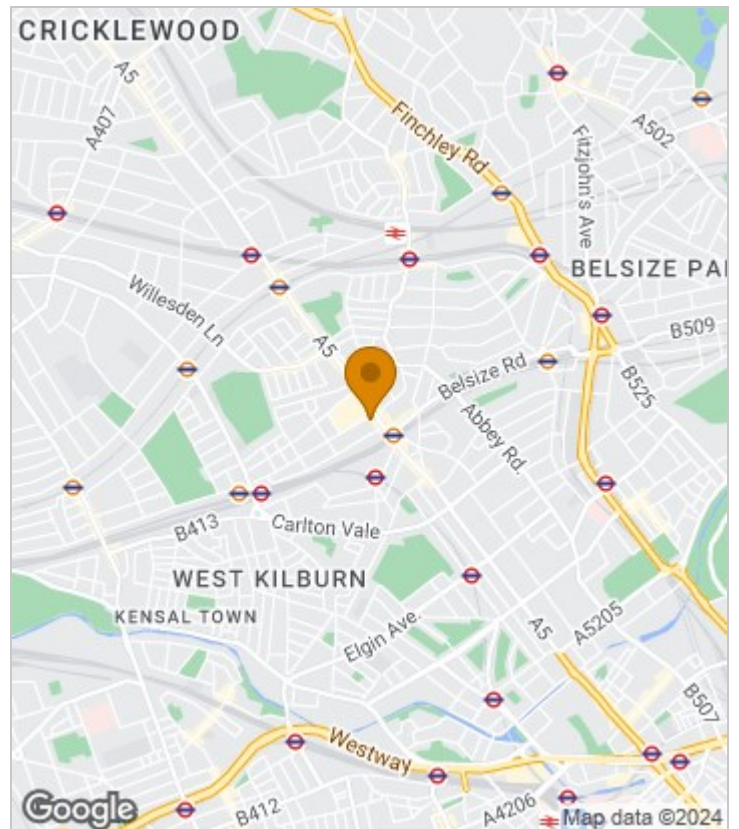 CRICKLEWOOD
A5
A407
Finchley Rd
A502
Fitzjohn's Ave
BELSIZE PAI
Willesden Ln
A5
B509
Belsize Rd
B525
Abbey Rd.
B413
Carlton Vale
WEST KILBURN
KENSAL TOWN
Elgin Ave.
A5
A5205
B507
Westway
B412
A4206
Google
Map data ©2024